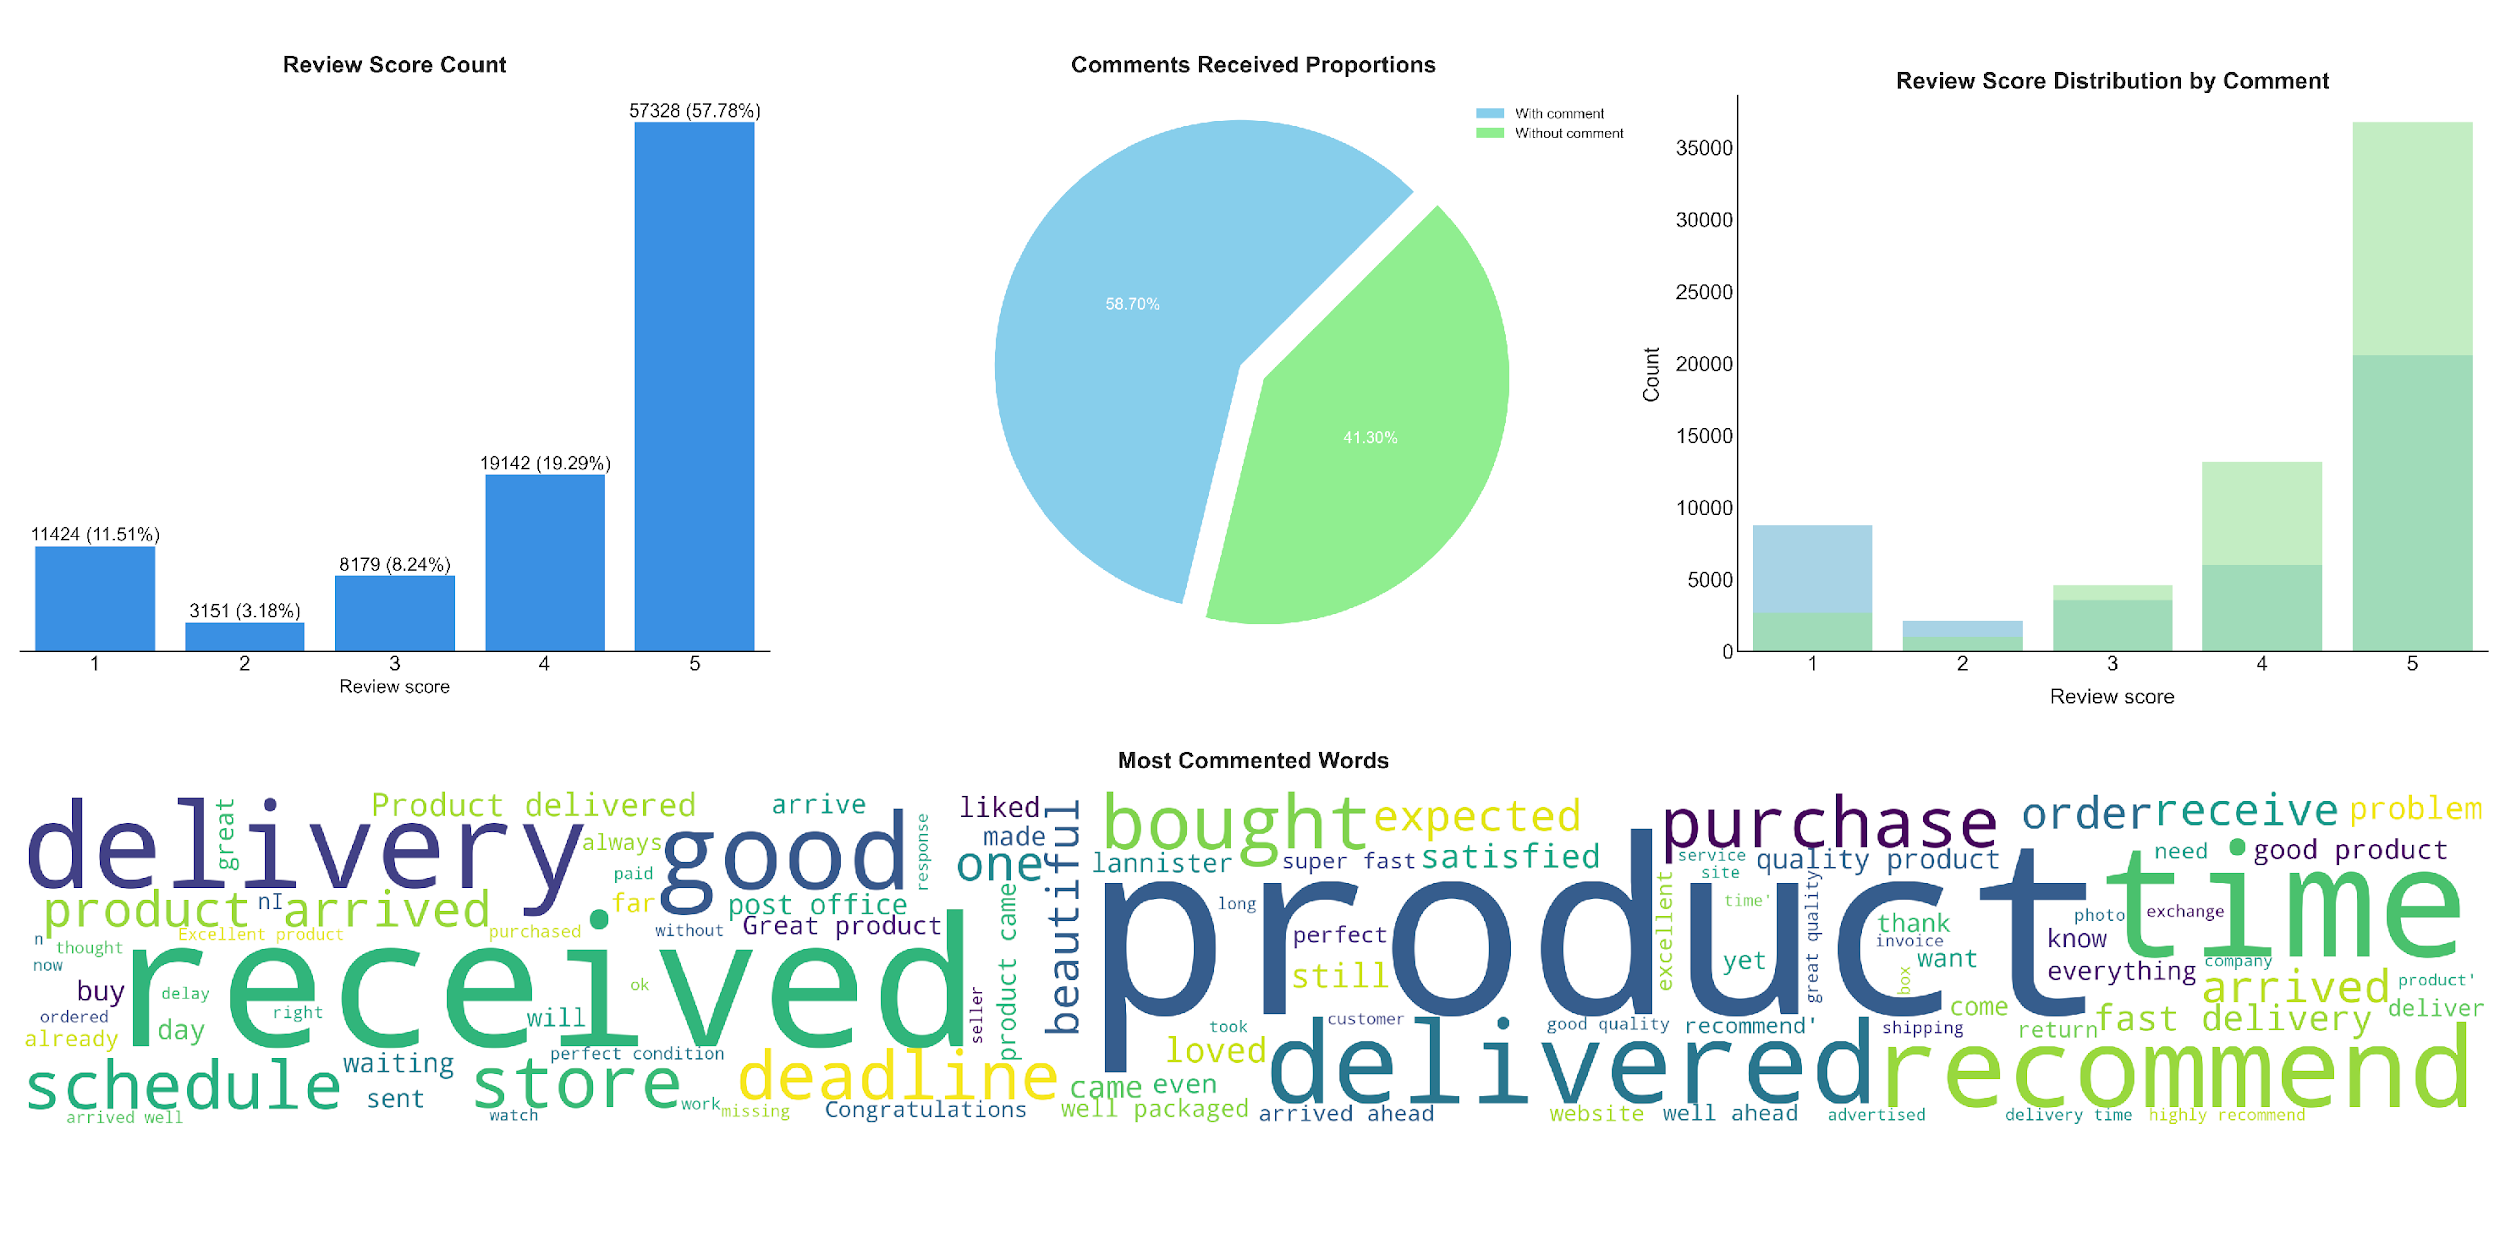 Review Score Count
57328 (57.78%)
19142 (19.29%)
11424 (11.51%)
8179 (8.24%)
3151 (3.18%)
1 2 3 4 5
Review score
Comments Received Proportions
With comment
Without comment
58.70%
41.30%
Review Score Distribution by Comment
35000
30000
25000
20000
15000
10000
5000
0
Count
1 2 3 4 5
Review score
Most Commented Words
delivery
great
Product delivered
arrive
always
good
response
paid
product arrived
nI
far
post office
n
thought
Excellent product
purchased
without
Great product
now
received
buy
delay
ok
ordered
right
already
day
will
seller
product came
schedule
waiting
perfect condition
sent
store
deadline
arrived well
watch
work
missing
Congratulations
liked
made
one
beautiful
bought
expected
lannister
super fast
satisfied
purchase
service
site
quality product
order
receive
problem
need
good product
product
time
long
perfect
still
excellent
time'
yet
great quality
thank
invoice
want
box
photo
exchange
know
company
everything
arrived
product'
come
took
customer
good quality
recommend'
shipping
return
fast delivery
deliver
loved
delivered
recommend
came
even
well packaged
arrived ahead
website
well ahead
advertised
delivery time
highly recommend